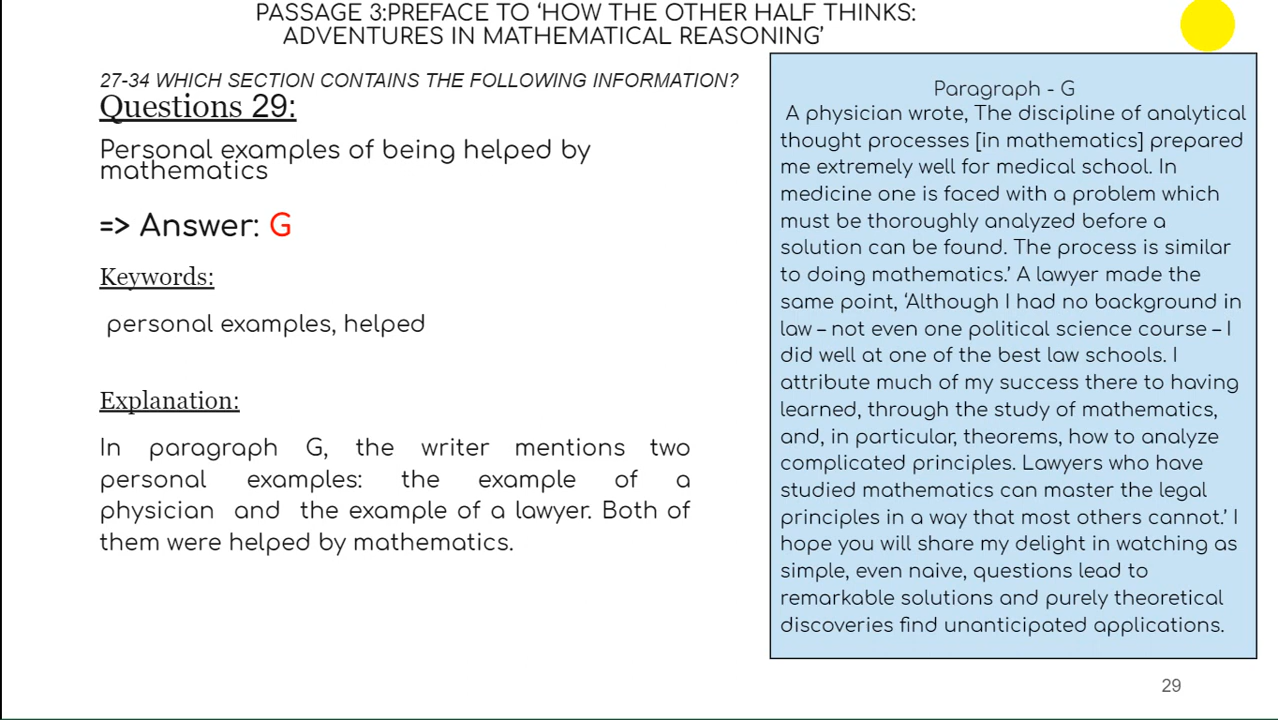 PASSAGE 3:PREFACE TO ‘HOW THE OTHER HALF THINKS:
ADVENTURES IN MATHEMATICAL REASONING’
27-34 WHICH SECTION CONTAINS THE FOLLOWING INFORMATION?
Questions 29:
Personal examples of being helped by
mathematics
=> Answer: G
Keywords:
personal examples, helped
Explanation:
In paragraph G, the writer mentions two
personal examples: the example of a
physician and the example of a lawyer. Both of
them were helped by mathematics.
Paragraph - G
A physician wrote, The discipline of analytical
thought processes [in mathematics] prepared
me extremely well for medical school. In
medicine one is faced with a problem which
must be thoroughly analyzed before a
solution can be found. The process is similar
to doing mathematics.’ A lawyer made the
same point, ‘Although I had no background in
law – not even one political science course – I
did well at one of the best law schools. I
attribute much of my success there to having
learned, through the study of mathematics,
and, in particular, theorems, how to analyze
complicated principles. Lawyers who have
studied mathematics can master the legal
principles in a way that most others cannot.’ I
hope you will share my delight in watching as
simple, even naive, questions lead to
remarkable solutions and purely theoretical
discoveries find unanticipated applications.
29